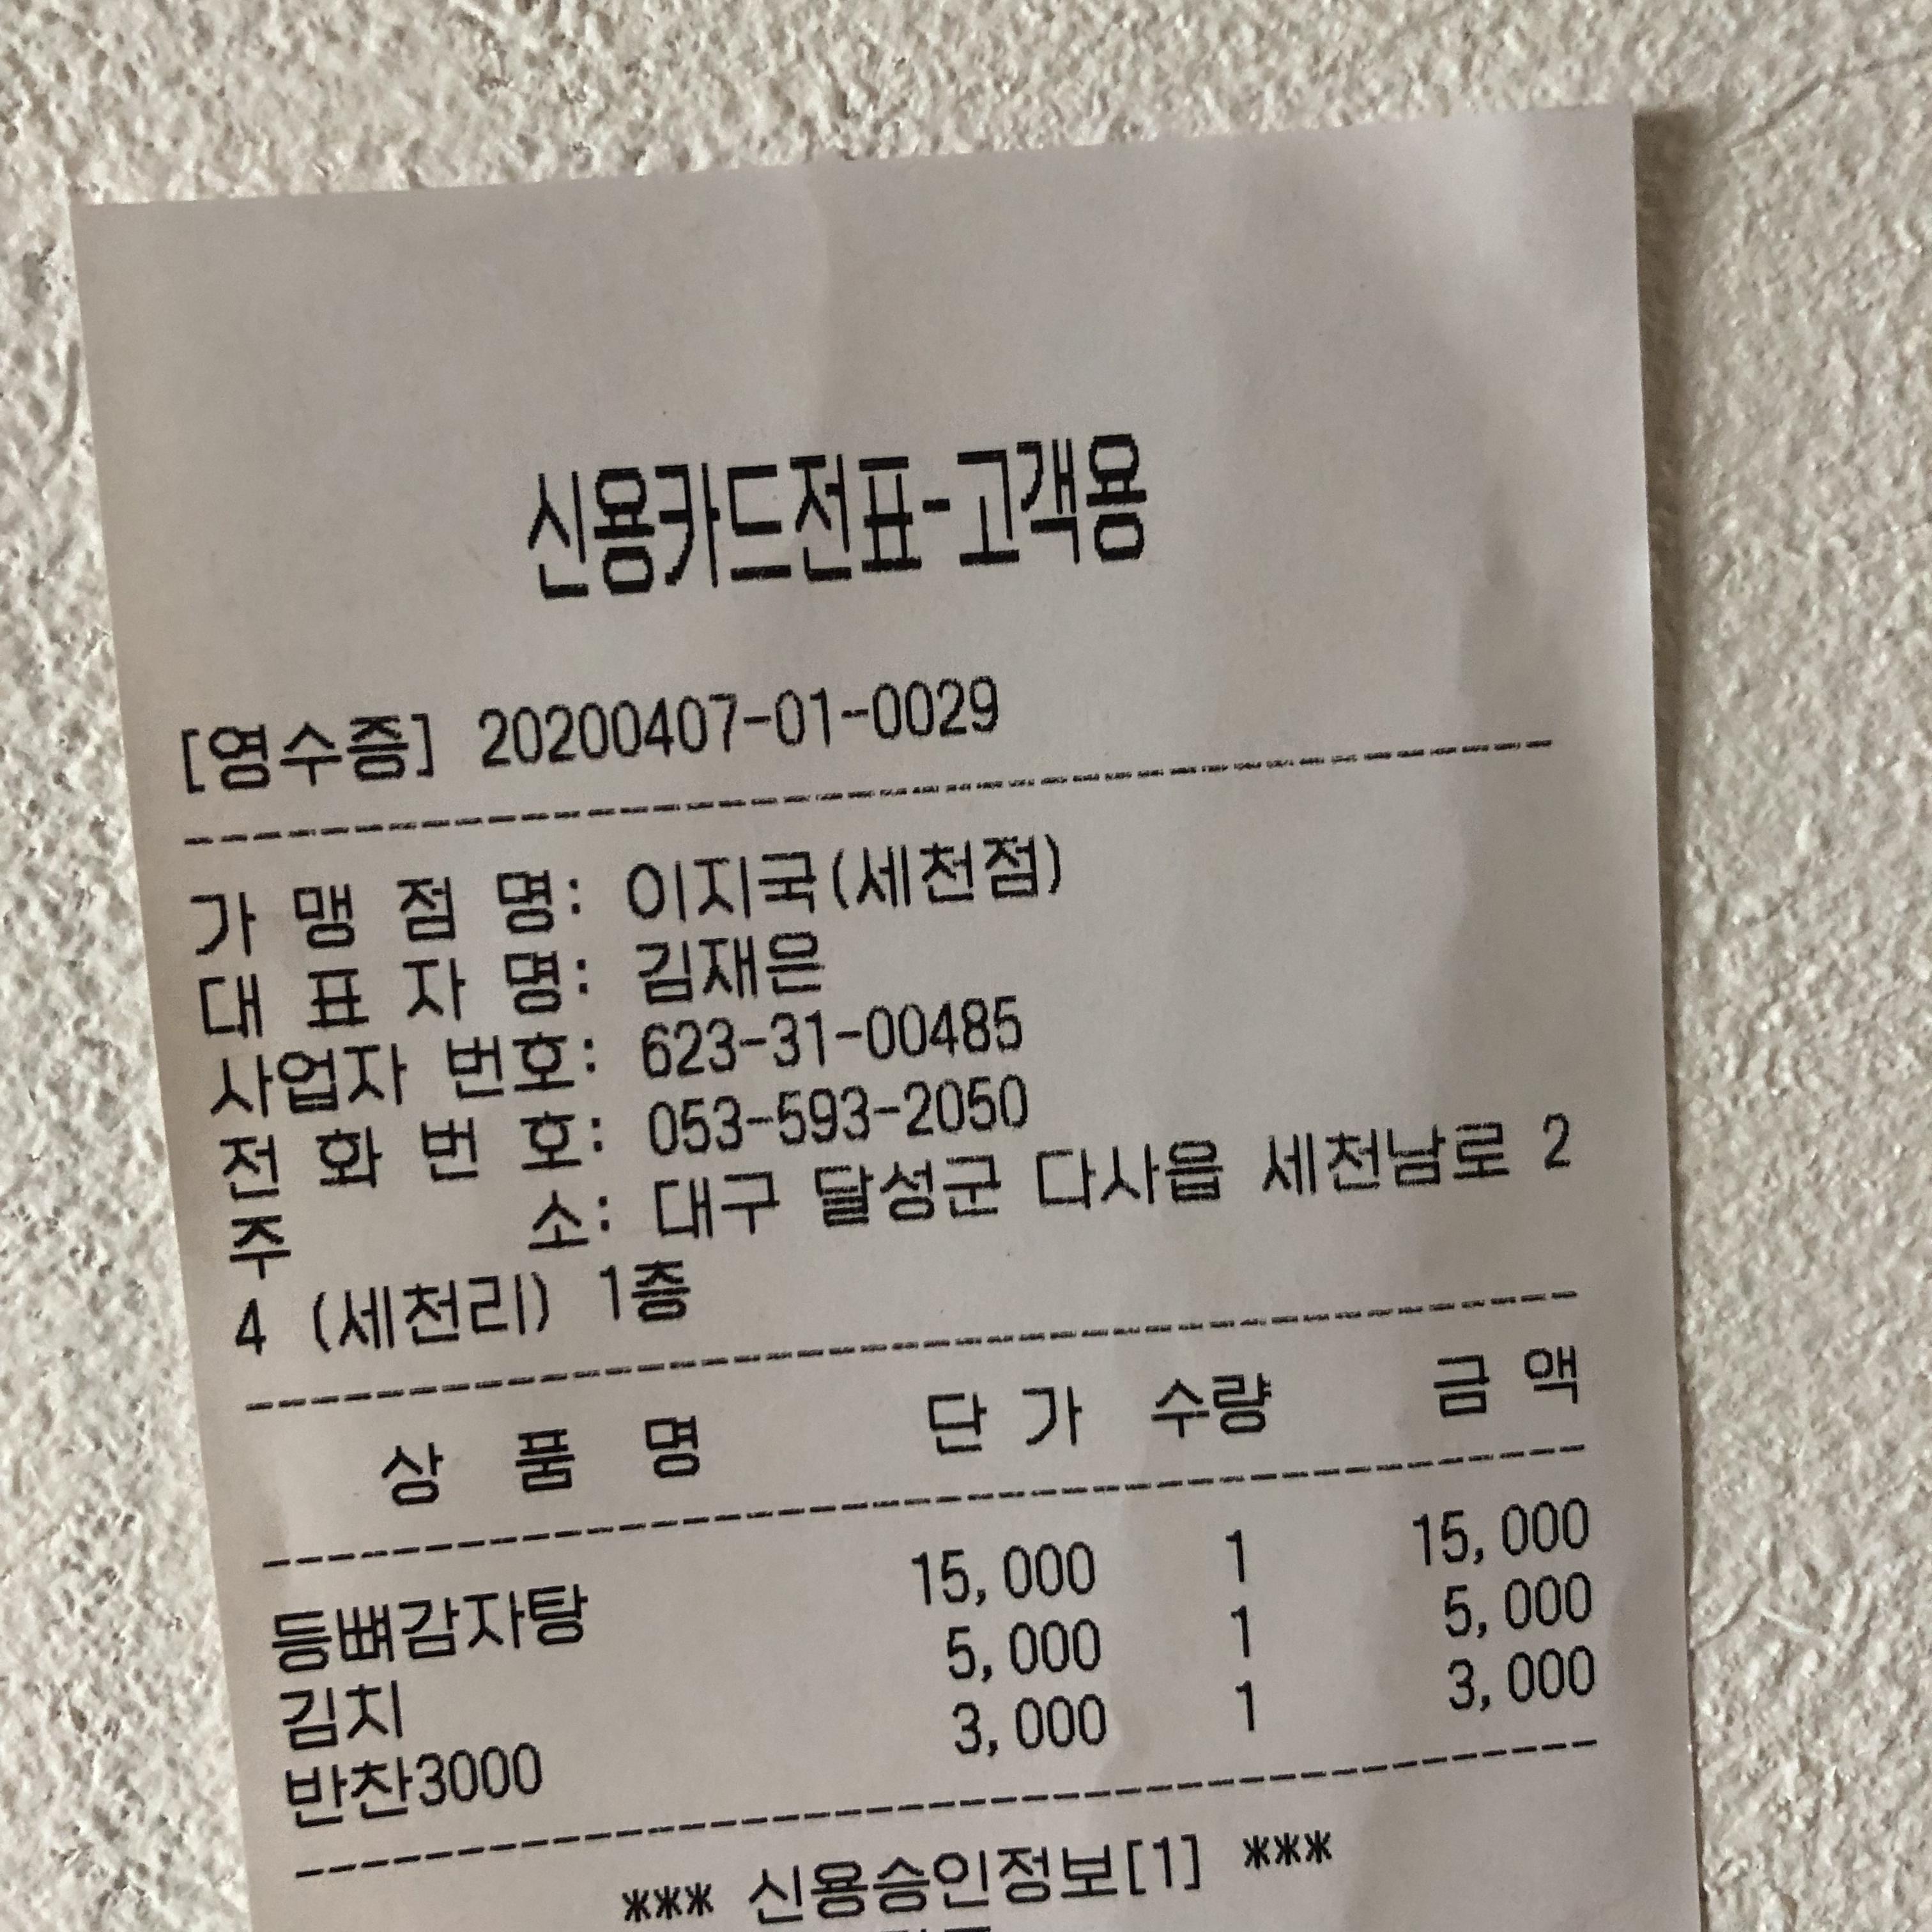 신용카드전표-고객용
[영수증] 20200407-01-0029
가 맹 점 명: 이지국(세천점)
대 표 자 명: 김재은
사업자 번호: 623-31-00485
전 화 번 호: 053-593-2050
주 소: 대구 달성군 다사읍 세천남로 2
4 (세천리) 1층
상 품 명 단 가 수량 금 액
등뼈감자탕 15,000 1 15,000
김치 5,000 1 5,000
반찬3000 3,000 1 3,000
*** 신용승인정보[1] ***